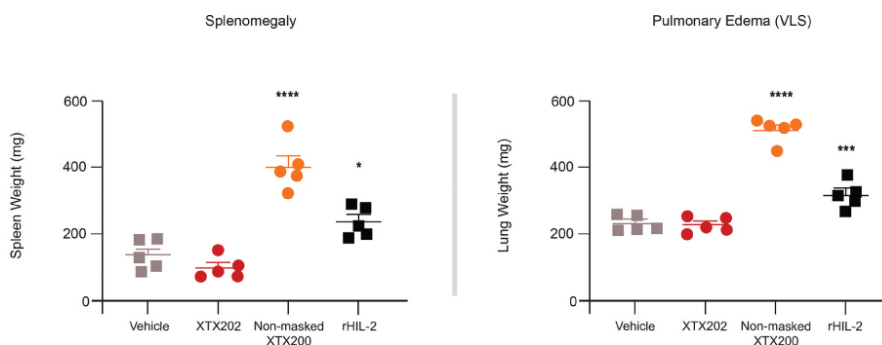 Splenomegaly
Spleen Weight (mg)
600
400
200
0
****
*
Vehicle
XTX202
Non-masked
XTX200
rHIL-2
Pulmonary Edema (VLS)
Lung Weight (mg)
600
400
200
0
****
***
Vehicle
XTX202
Non-masked
XTX200
rHIL-2